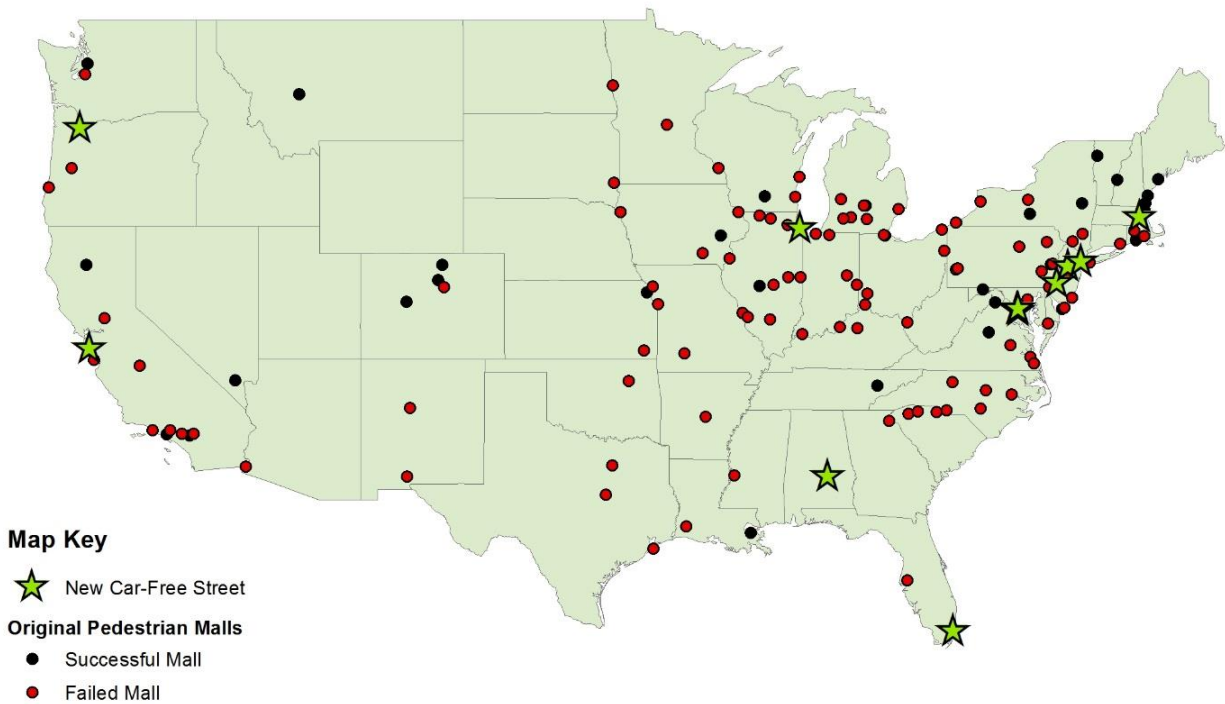 Map Key
New Car-Free Street
Original Pedestrian Malls
Successful Mall
Failed Mall